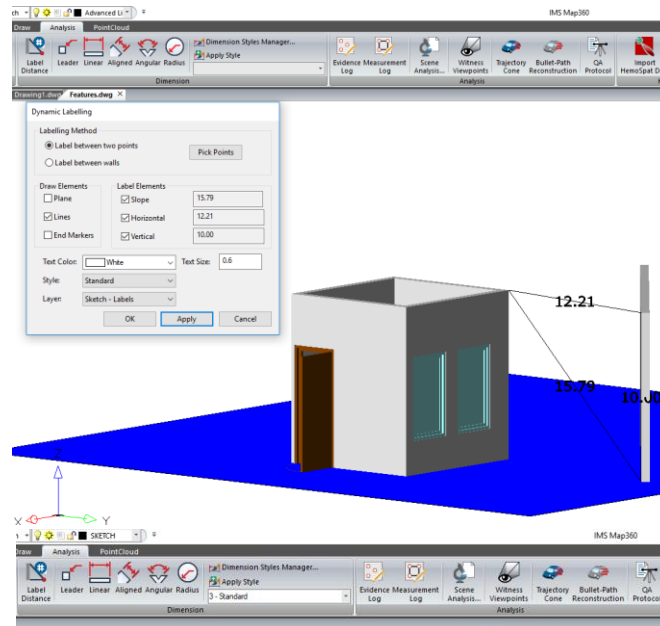 ch Advanced Li IMS Map360
Draw Analysis PointCloud
Label Distance Leader Linear Aligned Angular Radius
Dimension Styles Manager...
Apply Style
Evidence Log Measurement Log Scene Analysis... Witness Viewpoints Trajectory Cone Bullet-Path Reconstruction QA Protocol Import HemoSpat D
Dimension Analysis
Drawing1.dwg Features.dwg
Dynamic Labelling
Labelling Method
Label between two points
Pick Points
Label between walls
Draw Elements Label Elements
Plane Slope 15.79
Lines Horizontal 12.21
End Markers Vertical 10.00
Text Color: White Text Size: 0.6
Style: Standard
Layer: Sketch - Labels
OK Apply Cancel
12.21
15.79
10.00
Z
X Y
SKETCH IMS Map360
raw Analysis PointCloud
Label Distance Leader Linear Aligned Angular Radius
Dimension Styles Manager...
Apply Style
3 - Standard
Evidence Log Measurement Log Scene Analysis... Witness Viewpoints Trajectory Cone Bullet-Path Reconstruction QA Protocol
Dimension Analysis